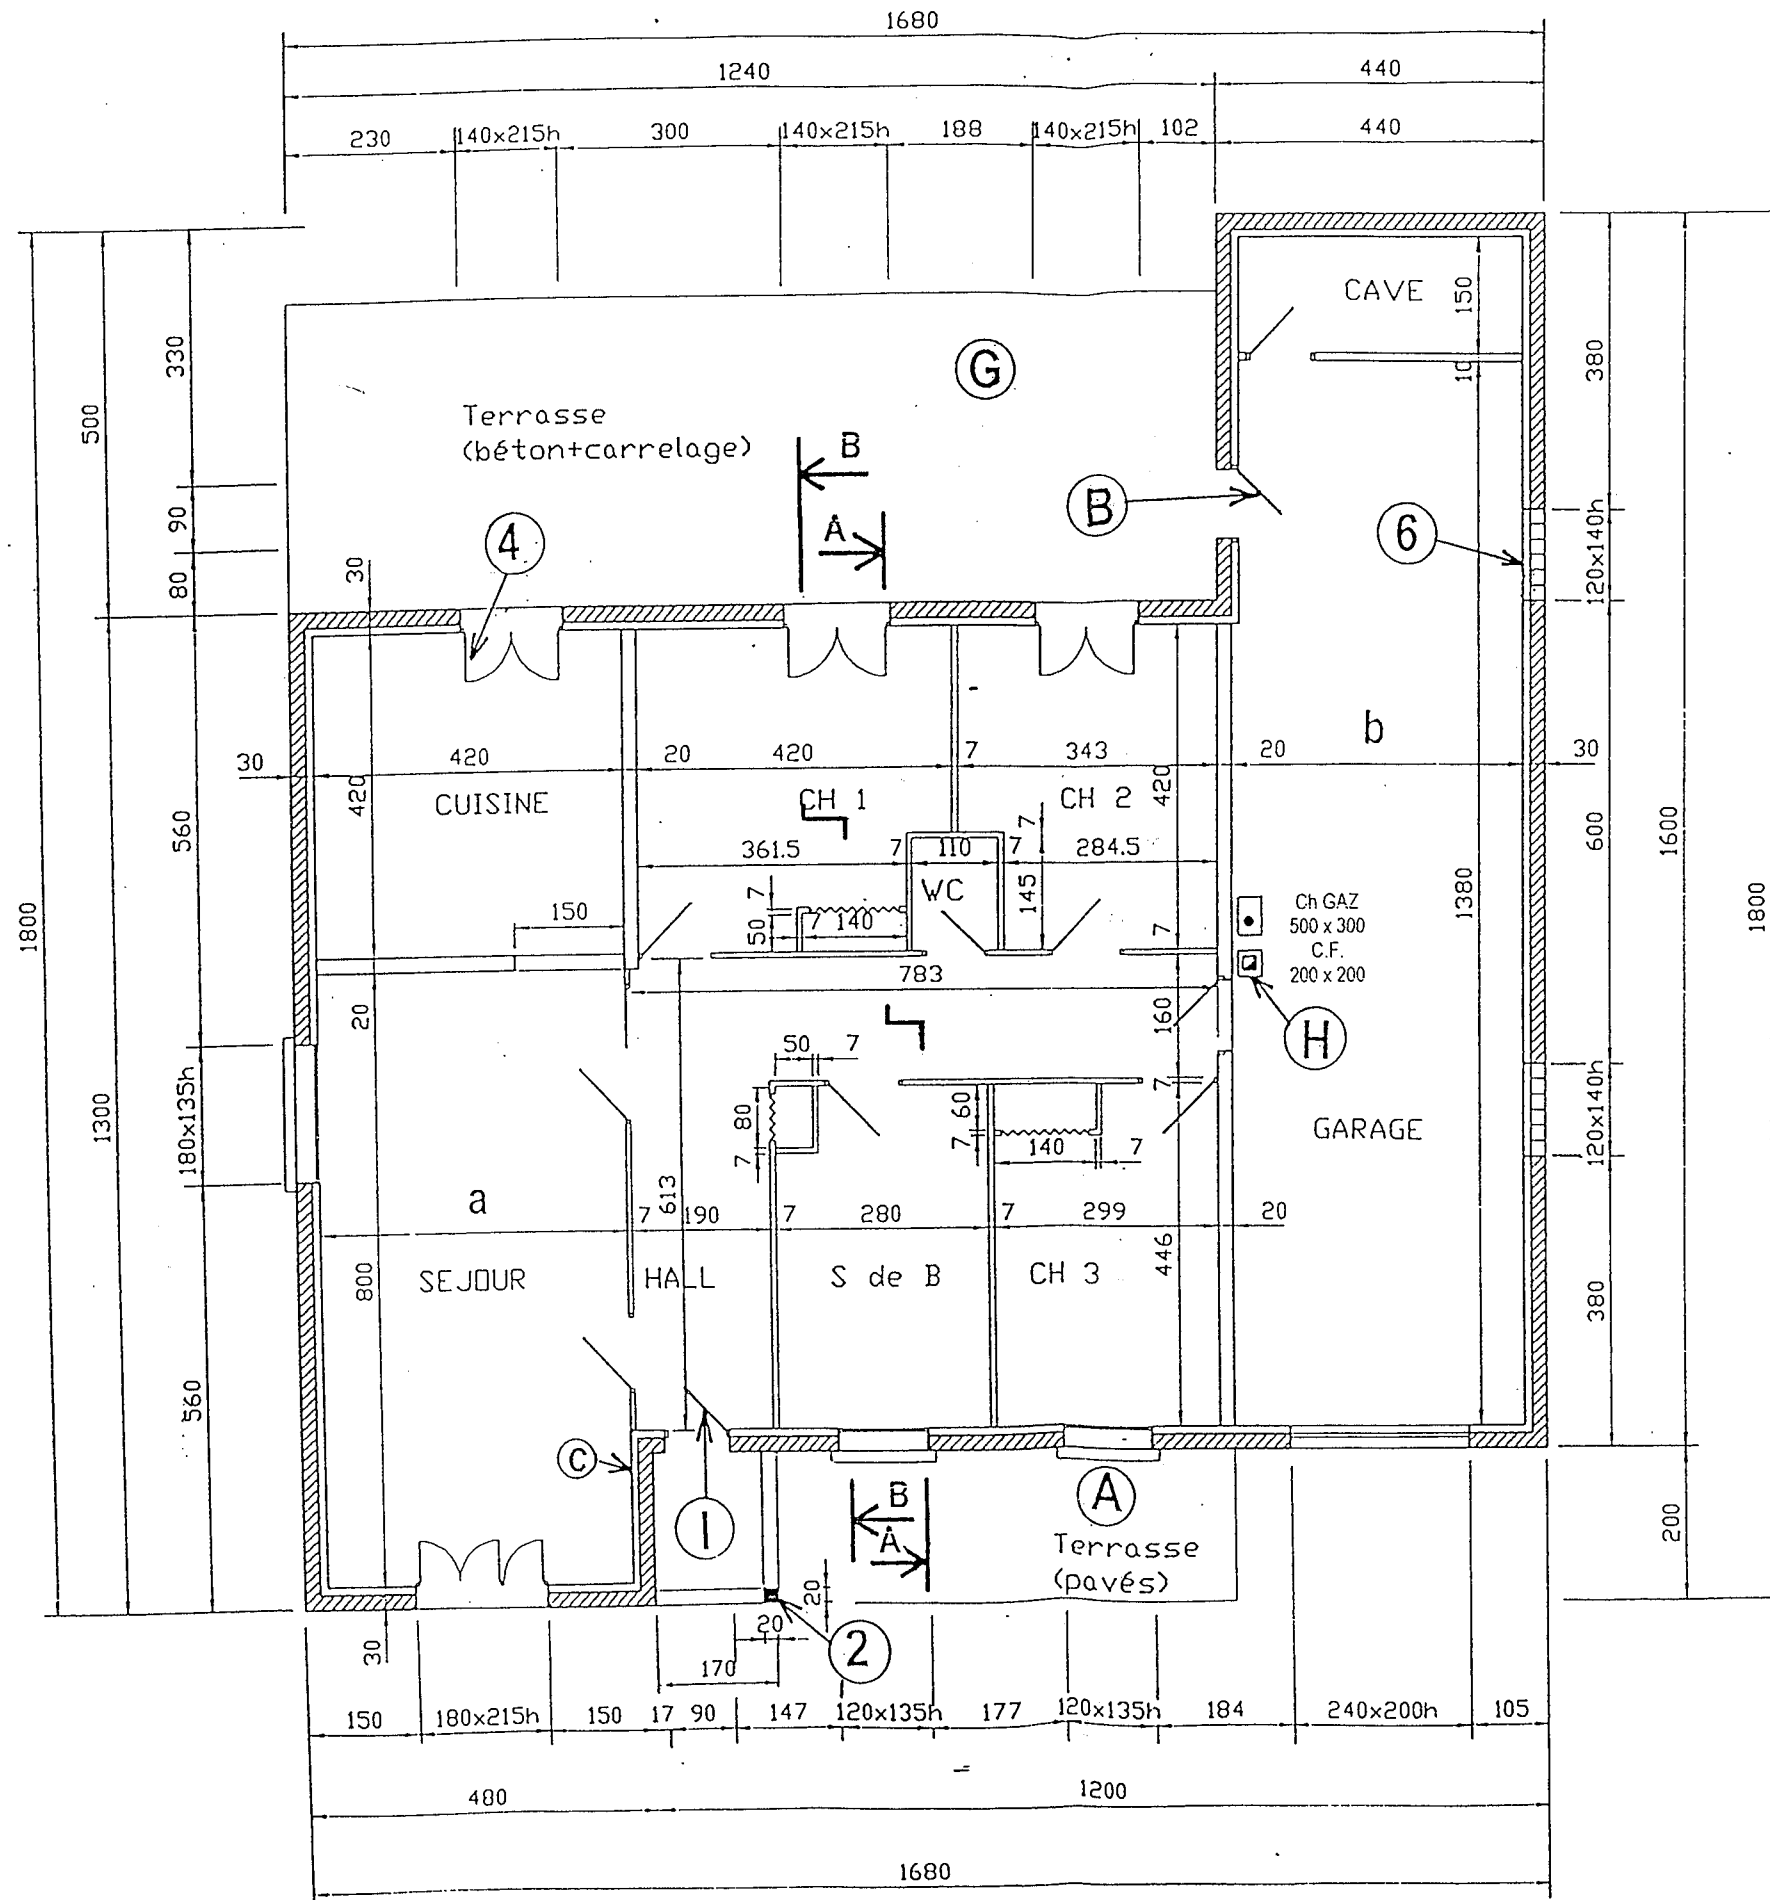 1680
1240 440
230 140x215h 300 140x215h 188 140x215h 102 440
CAVE
150
10
G
Terrasse
(béton+carrelage)
B
A
B
4
6
330
500
90
80
30
380
120x140h
b
30 420 20 420 7 343 20 30
420
CUISINE
CH 1
CH 2
420
7
361.5 7 110 7 284.5
WC
145
7
50
7 140
150
7
783
160
7
20
560
1800
1300
180x135h
560
600
1600
1800
1380
Ch GAZ
500 x 300
C.F.
200 x 200
H
120x140h
GARAGE
380
50 7
80
7
60
7
140 7
613
a
7 190 7 280 7 299 20
446
800
SEJOUR
HALL
S de B
CH 3
C
1
B
A
A
Terrasse
(pavés)
200
20
20
2
30
170
150 180x215h 150 17 90 147 120x135h 177 120x135h 184 240x200h 105
480 1200
1680